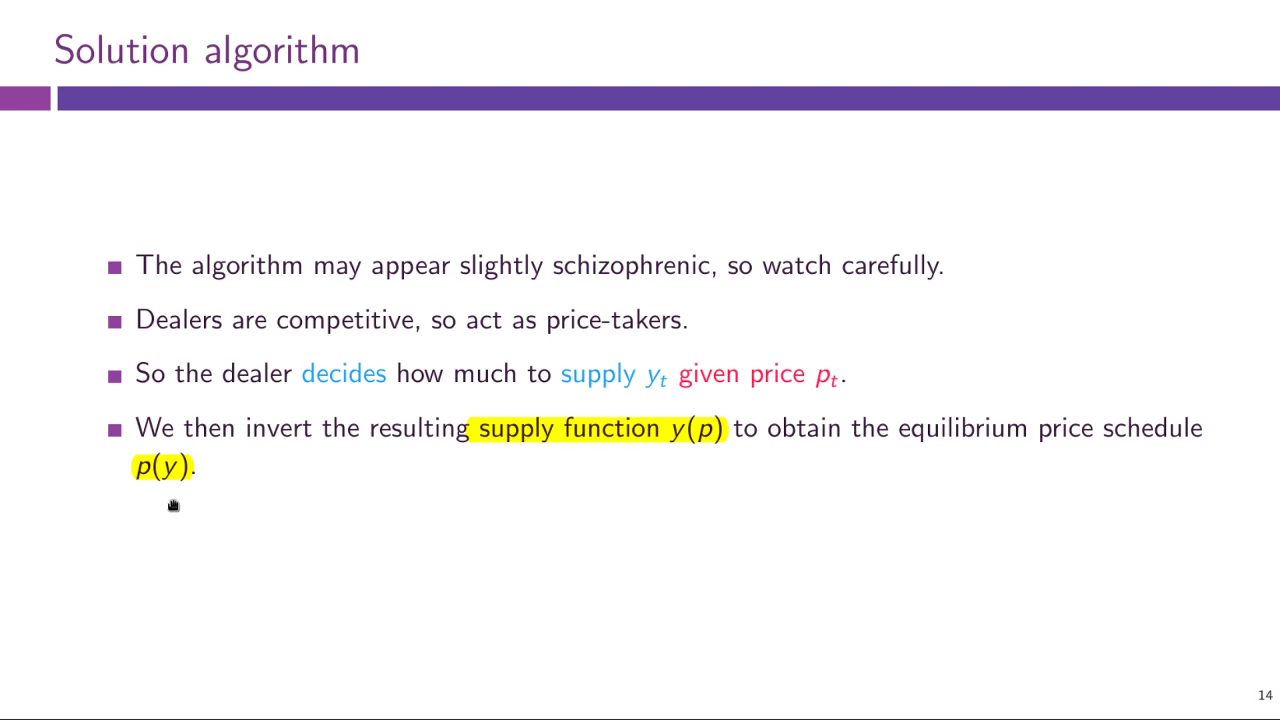 Solution algorithm
The algorithm may appear slightly schizophrenic, so watch carefully.
Dealers are competitive, so act as price-takers.
So the dealer decides how much to supply yₜ given price pₜ.
We then invert the resulting supply function y(p) to obtain the equilibrium price schedule
p(y).
14